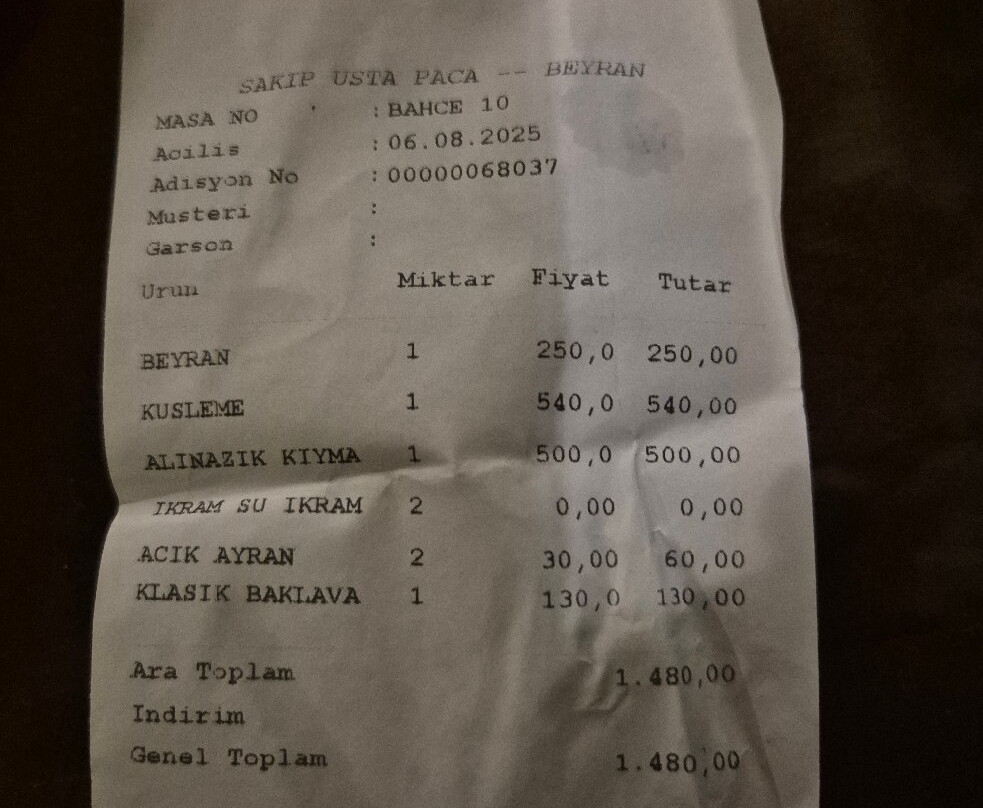 SAKIP USTA PACA -- BEYRAN
MASA NO : BAHCE 10
Acilis : 06.08.2025
Adisyon No : 00000068037
Musteri :
Garson :
Urun Miktar Fiyat Tutar
BEYRAN 1 250,0 250,00
KUSLEME 1 540,0 540,00
ALINAZIK KIYMA 1 500,0 500,00
IKRAM SU IKRAM 2 0,00 0,00
ACIK AYRAN 2 30,00 60,00
KLASIK BAKLAVA 1 130,0 130,00
Ara Toplam 1.480,00
Indirim
Genel Toplam 1.480,00